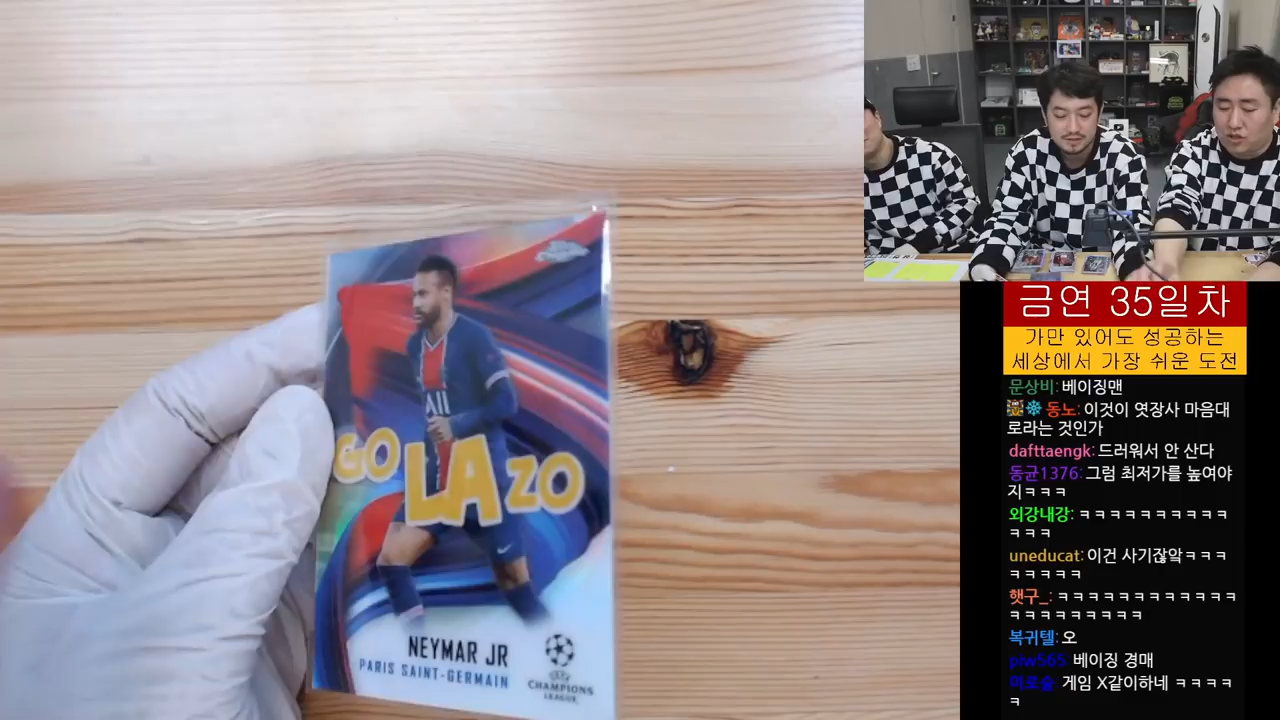 GO LA ZO
NEYMAR JR
PARIS SAINT-GERMAIN
UEFA
CHAMPIONS
LEAGUE
금연 35일차
가만 있어도 성공하는
세상에서 가장 쉬운 도전
문상비: 베이징맨
동노: 이것이 엿장사 마음대
로라는 것인가
dafttaengk: 드러워서 안 산다
동균1376: 그럼 최저가를 높여야
지ㅋㅋㅋ
외강내강: ㅋㅋㅋㅋㅋㅋㅋㅋㅋㅋ
ㅋㅋㅋ
uneducat: 이건 사기잖앜ㅋㅋㅋ
ㅋㅋㅋㅋㅋ
햇구_: ㅋㅋㅋㅋㅋㅋㅋㅋㅋㅋㅋㅋ
ㅋㅋㅋㅋㅋㅋㅋㅋㅋ
복귀텔: 오
piw565: 베이징 경매
미로숲: 게임 X같이하네 ㅋㅋㅋㅋ
ㅋ